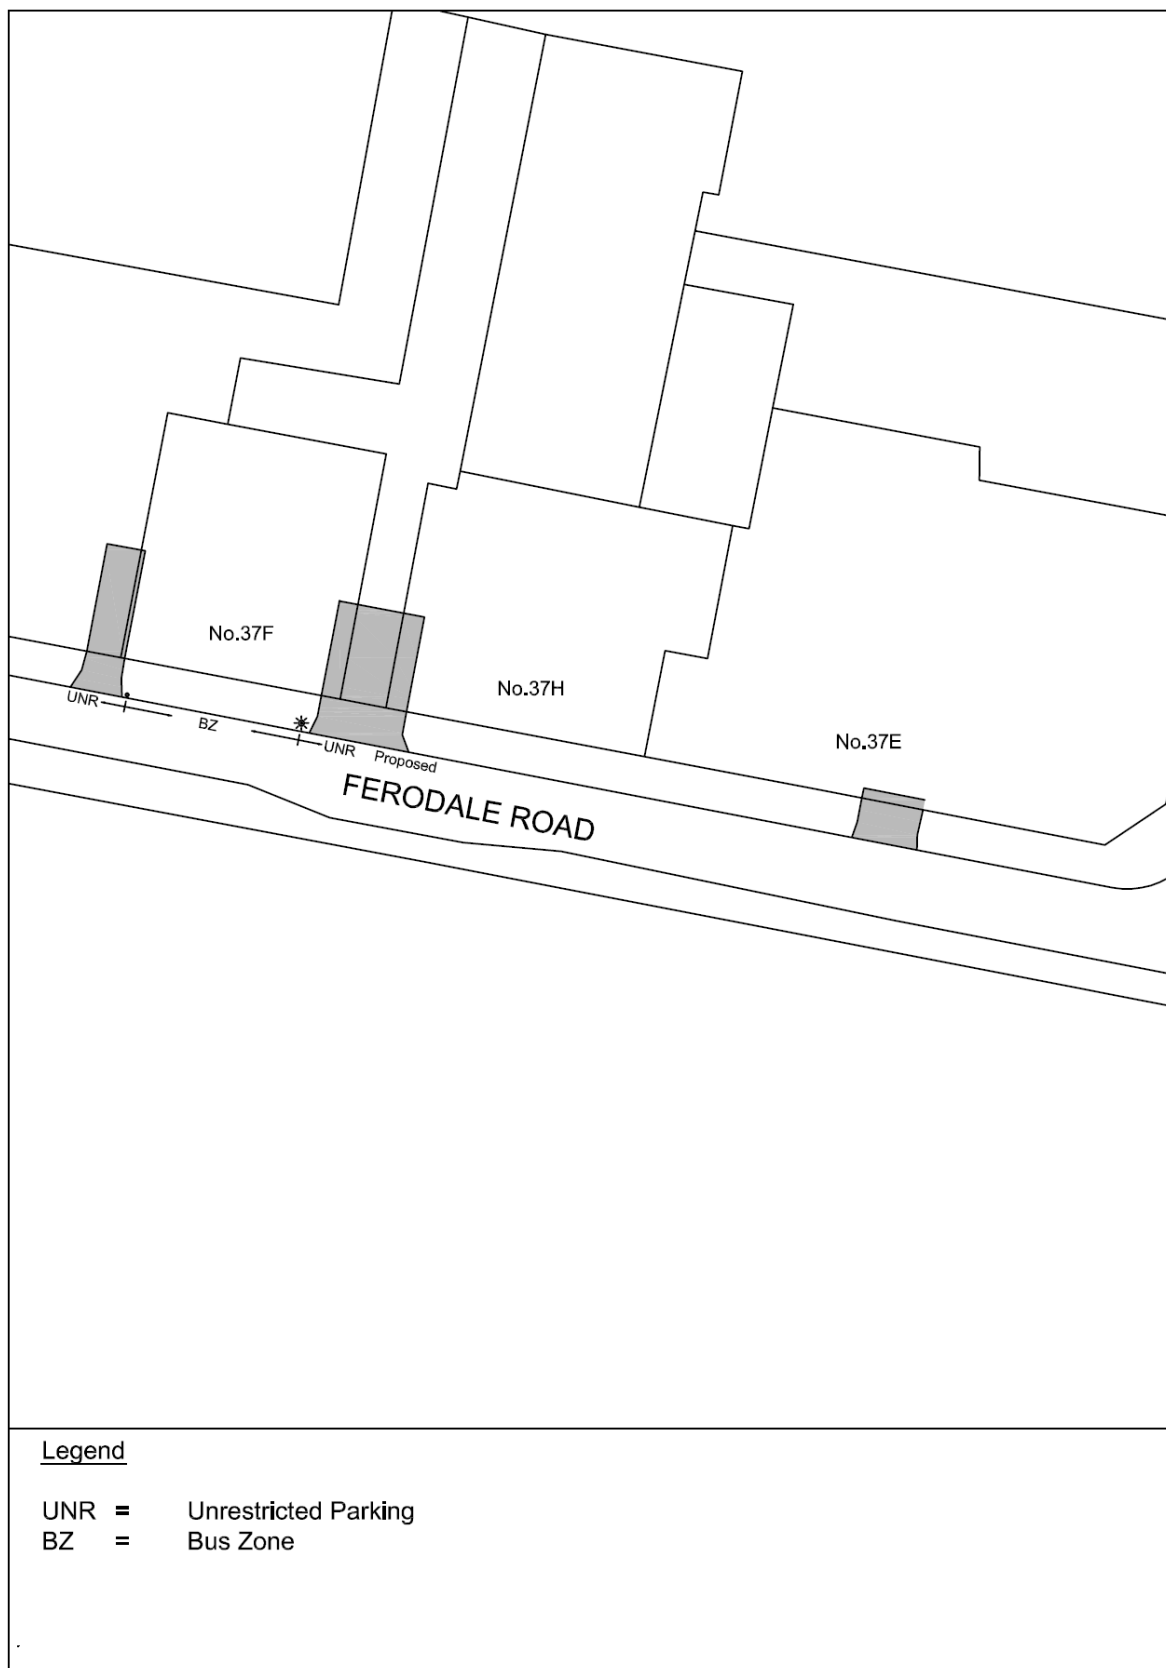 No.37F
No.37H
No.37E
UNR
BZ
UNR
Proposed
FERODALE ROAD
Legend
UNR = Unrestricted Parking
BZ = Bus Zone